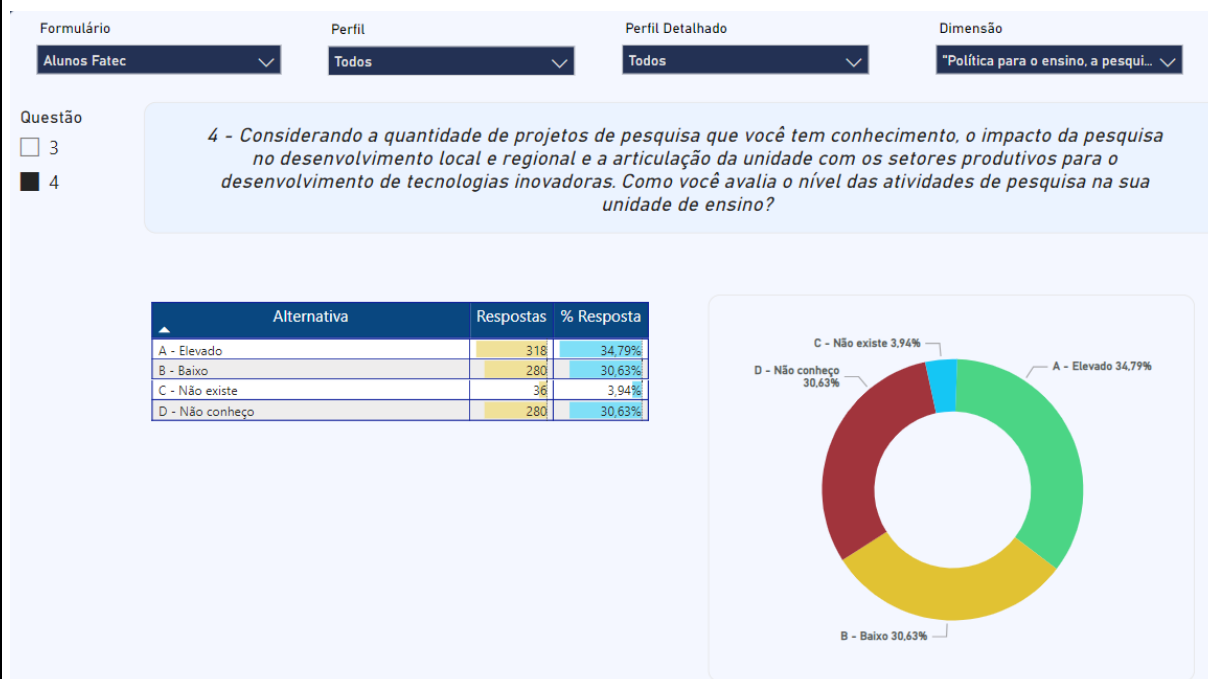 Formulário
Perfil
Perfil Detalhado
Dimensão
Alunos Fatec
Todos
Todos
"Política para o ensino, a pesqui...
Questão
3
4
4 - Considerando a quantidade de projetos de pesquisa que você tem conhecimento, o impacto da pesquisa
no desenvolvimento local e regional e a articulação da unidade com os setores produtivos para o
desenvolvimento de tecnologias inovadoras. Como você avalia o nível das atividades de pesquisa na sua
unidade de ensino?
Alternativa Respostas % Resposta
A - Elevado 318 34,79%
B - Baixo 280 30,63%
C - Não existe 36 3,94%
D - Não conheço 280 30,63%
C - Não existe 3,94%
D - Não conheço
30,63%
A - Elevado 34,79%
B - Baixo 30,63%